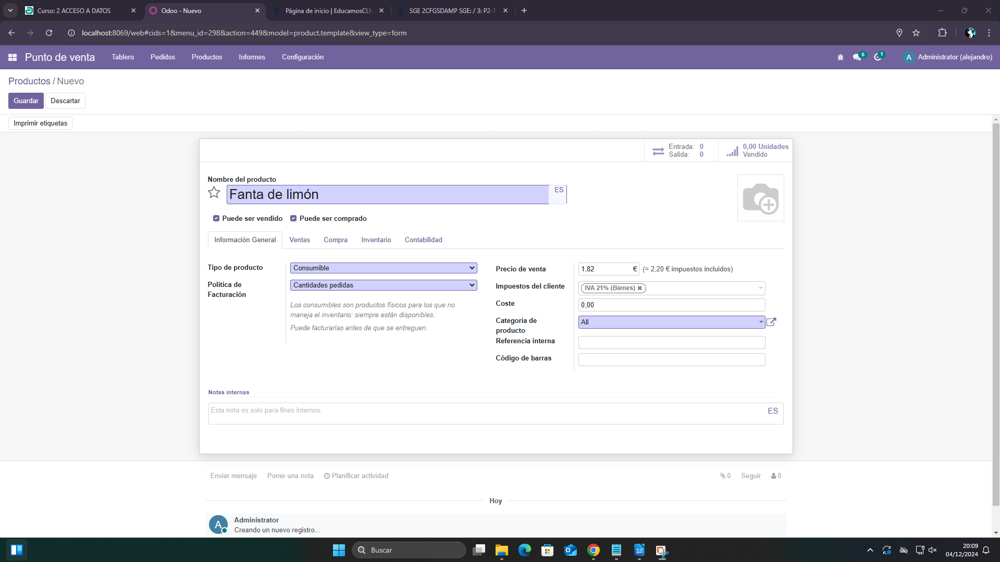 Curso: 2 ACCESO A DATOS
Odoo - Nuevo
Página de inicio | EducamosCLM
SGE 2CFGSDAMP SGE: / 3: P2-T
localhost:8069/web#cids=1&menu_id=298&action=449&model=product.template&view_type=form
Punto de venta
Tablero
Pedidos
Productos
Informes
Configuración
6
1
A
Administrator (alejandro)
Productos / Nuevo
Guardar
Descartar
Imprimir etiquetas
Entrada: 0
Salida: 0
0,00 Unidades
Vendido
Nombre del producto
Fanta de limón
ES
Puede ser vendido
Puede ser comprado
Información General
Ventas
Compra
Inventario
Contabilidad
Tipo de producto
Consumible
Política de
Facturación
Cantidades pedidas
Los consumibles son productos físicos para los que no
maneja el inventario: siempre están disponibles.
Puede facturarlas antes de que se entreguen.
Precio de venta
1,82 €
(= 2,20 € impuestos incluidos)
Impuestos del cliente
IVA 21% (Bienes)
Coste
0,00
Categoría de
producto
All
Referencia interna
Código de barras
Notas internas
Esta nota es solo para fines internos.
ES
Enviar mensaje
Poner una nota
Planificar actividad
0
Seguir
0
Hoy
A
Administrator
Creando un nuevo registro...
Buscar
20:09
04/12/2024